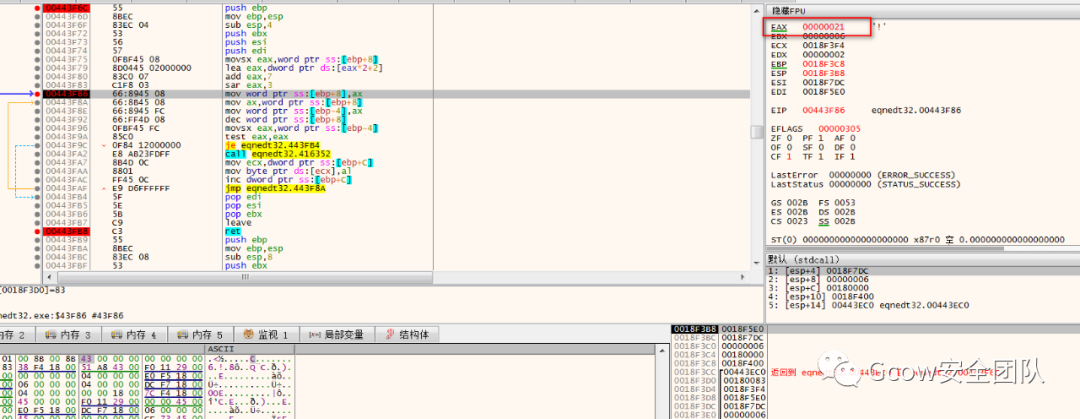 隐藏FPU
00443F6C 55 push ebp
00443F6D 8BEC mov ebp,esp
00443F6F 83EC 04 sub esp,4
00443F72 53 push ebx
00443F73 56 push esi
00443F74 57 push edi
00443F75 0FBF45 08 movsx eax,word ptr ss:[ebp+8]
00443F79 8D0445 02000000 lea eax,dword ptr ds:[eax*2+2]
00443F80 83C0 07 add eax,7
00443F83 C1F8 03 sar eax,3
00443F86 66:8945 08 mov word ptr ss:[ebp+8],ax
00443F8A 66:8B45 08 mov ax,word ptr ss:[ebp+8]
00443F8E 66:8945 FC mov word ptr ss:[ebp-4],ax
00443F92 66:FF4D 08 dec word ptr ss:[ebp+8]
00443F96 0FBF45 FC movsx eax,word ptr ss:[ebp-4]
00443F9A 85C0 test eax,eax
00443F9C 0F84 12000000 je eqnedt32.443FB4
00443FA2 E8 AB23FDFF call eqnedt32.416352
00443FA7 8B4D 0C mov ecx,dword ptr ss:[ebp+C]
00443FAA 8801 mov byte ptr ds:[ecx],al
00443FAC FF45 0C inc dword ptr ss:[ebp+C]
00443FAF E9 D6FFFFFF jmp eqnedt32.443F8A
00443FB4 5F pop edi
00443FB5 5E pop esi
00443FB6 5B pop ebx
00443FB7 C9 leave
00443FB8 C3 ret
00443FB9 55 push ebp
00443FBA 8BEC mov ebp,esp
00443FBC 83EC 08 sub esp,8
00443FBF 53 push ebx
EAX 00000021 '!'
EBX 00000006
ECX 0018F3F4
EDX 00000002
EBP 0018F3C8
ESP 0018F3B8
ESI 0018F7DC
EDI 0018F5E0
EIP 00443F86 eqnedt32.00443F86
EFLAGS 00000305
ZF 0 PF 1 AF 0
OF 0 SF 0 DF 0
CF 1 TF 1 IF 1
LastError 00000000 (ERROR_SUCCESS)
LastStatus 00000000 (STATUS_SUCCESS)
GS 002B FS 0053
ES 002B DS 002B
CS 0023 SS 002B
ST(0) 00000000000000000000 x87r0 空 0.000000000000000000
默认 (stdcall)
1: [esp+4] 0018F7DC
2: [esp+8] 00000006
3: [esp+C] 00180000
4: [esp+10] 0018F400
5: [esp+14] 00443EC0 eqnedt32.00443EC0
[0018F3D0]=83
nedt32.exe:$43F86 #43F86
内存 2 内存 3 内存 4 内存 5 监视 1 局部变量 结构体
ASCII
0018F3B8 0018F5E0
0018F3BC 0018F7DC
0018F3C0 00000006
0018F3C4 00180000
0018F3C8 0018F400
0018F3CC 00443EC0 返回到
0018F3D0 00180083
0018F3D4 0018F3F4
0018F3D8 0018F5E0
0018F3DC 0018F7DC
0018F3E0 00000006
Gcow安全团队